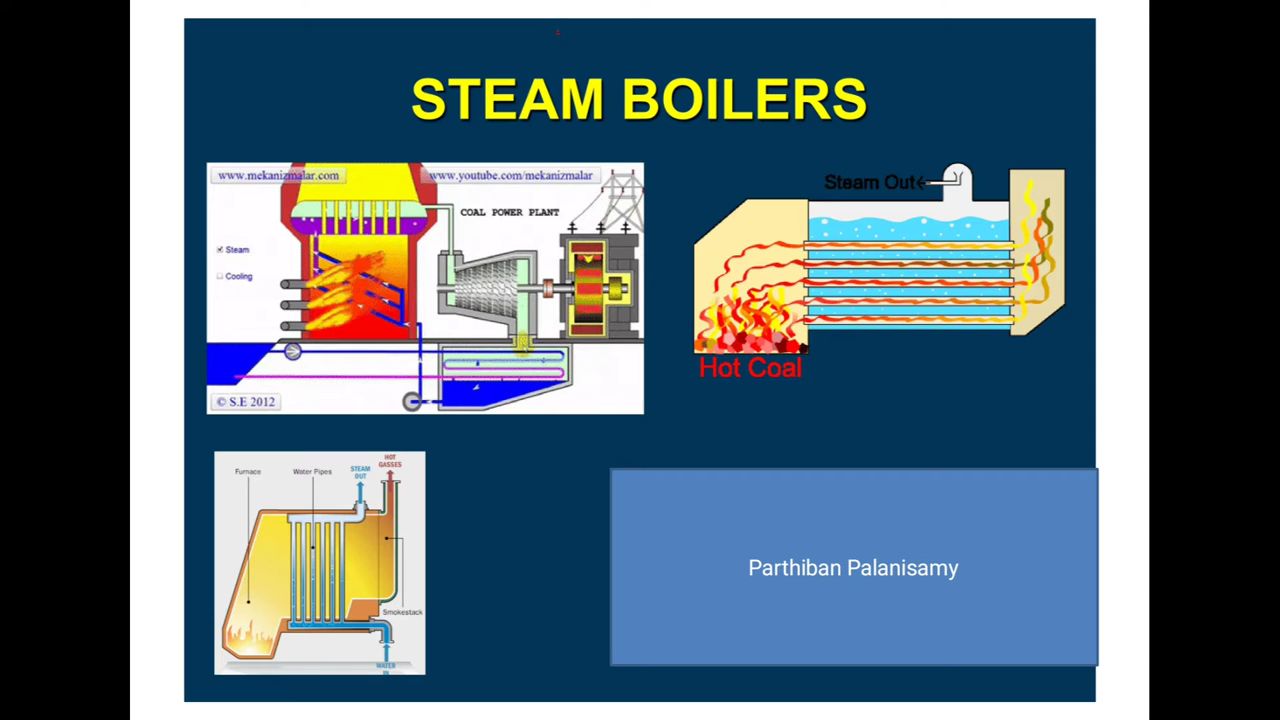 STEAM BOILERS
www.mekanizmalar.com
www.youtube.com/mekanizmalar
COAL POWER PLANT
Steam
Cooling
© S.E 2012
Steam Out
Hot Coal
Furnace
Water Pipes
STEAM
OUT
HOT
GASSES
Smokestack
WATER
Parthiban Palanisamy